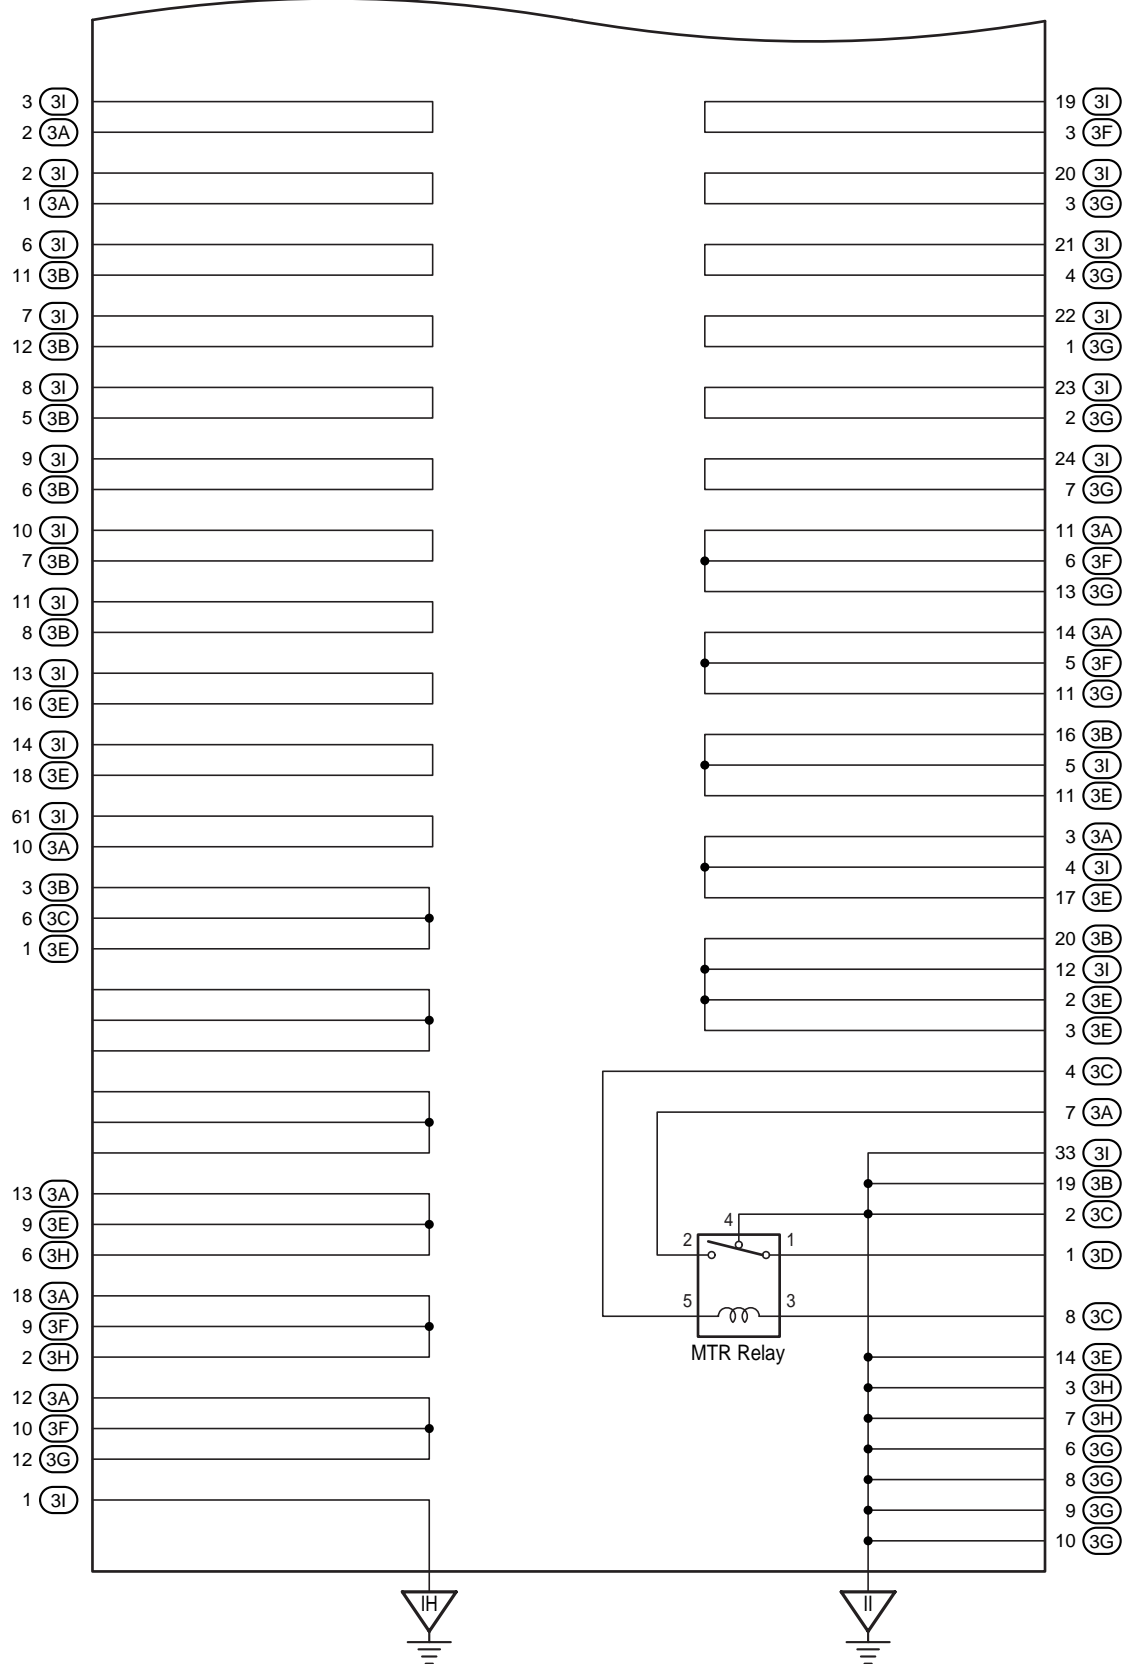 3 3I
2 3A
2 3I
1 3A
6 3I
11 3B
7 3I
12 3B
8 3I
5 3B
9 3I
6 3B
10 3I
7 3B
11 3I
8 3B
13 3I
16 3E
14 3I
18 3E
61 3I
10 3A
3 3B
6 3C
1 3E
13 3A
9 3E
6 3H
18 3A
9 3F
2 3H
12 3A
10 3F
12 3G
1 3I
19 3I
3 3F
20 3I
3 3G
21 3I
4 3G
22 3I
1 3G
23 3I
2 3G
24 3I
7 3G
11 3A
6 3F
13 3G
14 3A
5 3F
11 3G
16 3B
5 3I
11 3E
3 3A
4 3I
17 3E
20 3B
12 3I
2 3E
3 3E
4 3C
7 3A
33 3I
19 3B
2 3C
1 3D
8 3C
14 3E
3 3H
7 3H
6 3G
8 3G
9 3G
10 3G
4
2 1
5 3
MTR Relay
IH
II